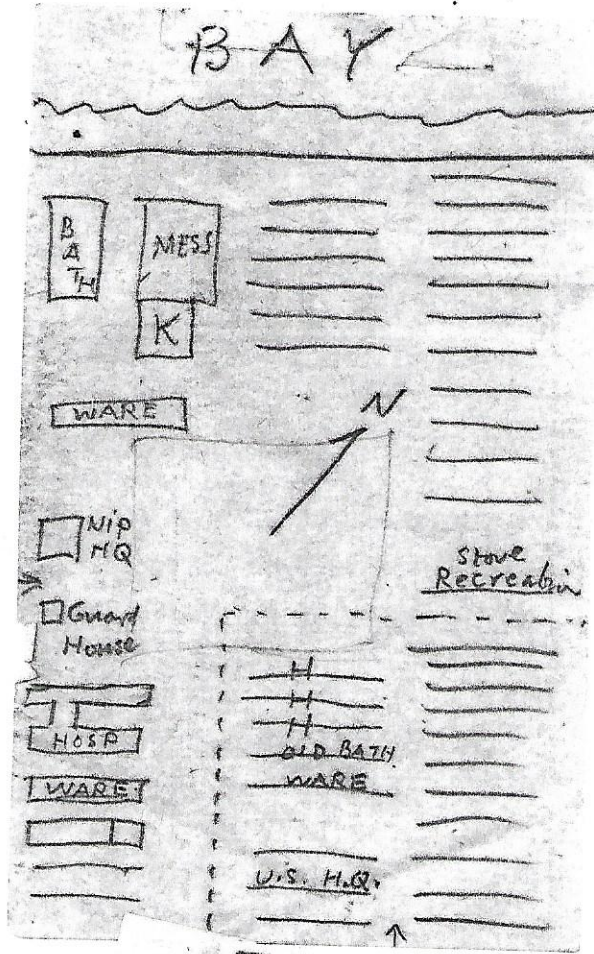 BAY
BATH
MESS
K
WARE
N
Nip
HQ
Stove
Recreation
Guard
House
H
H
H
HOSP
OLD BATH
WARE
WARE
U.S. H.Q.